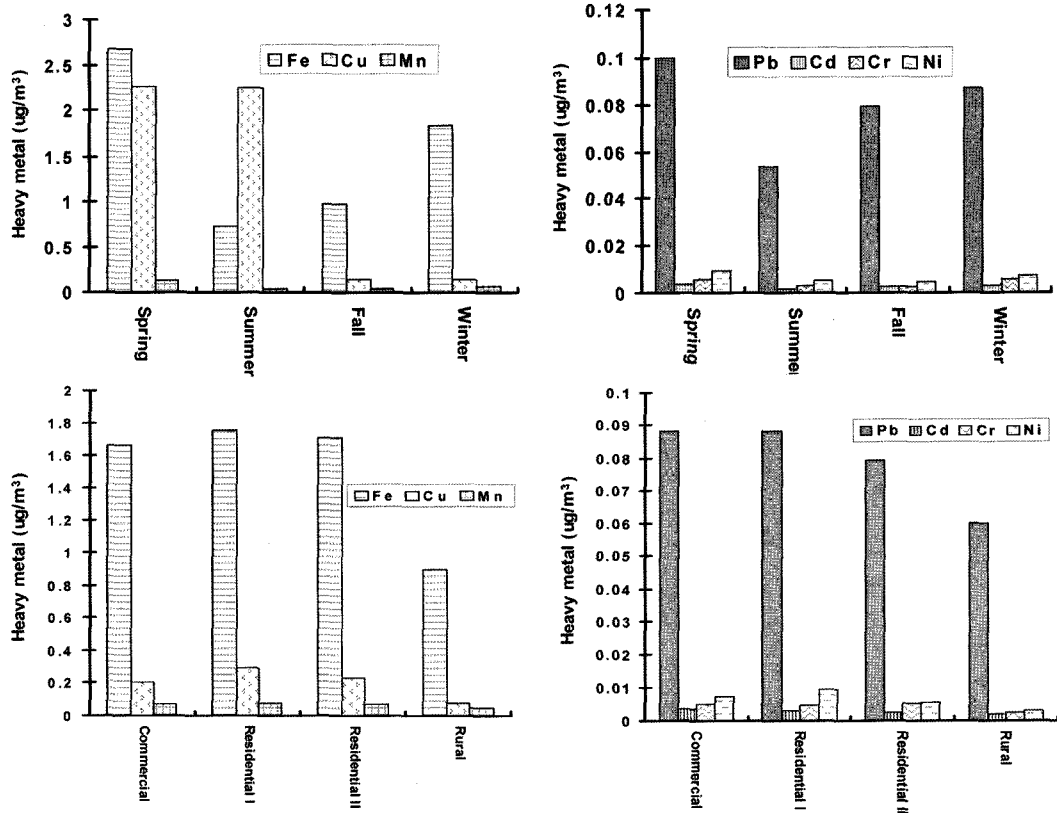 Heavy metal (ug/m³)
3
2.5
2
1.5
1
0.5
0
Fe Cu Mn
Spring
Summer
Fall
Winter
Heavy metal (ug/m³)
0.12
0.1
0.08
0.06
0.04
0.02
0
Pb Cd Cr Ni
Spring
Summer
Fall
Winter
Heavy metal (ug/m³)
2
1.8
1.6
1.4
1.2
1
0.8
0.6
0.4
0.2
0
Fe Cu Mn
Commercial
Residential I
Residential II
Rural
Heavy metal (ug/m³)
0.1
0.09
0.08
0.07
0.06
0.05
0.04
0.03
0.02
0.01
0
Pb Cd Cr Ni
Commercial
Residential I
Residential II
Rural